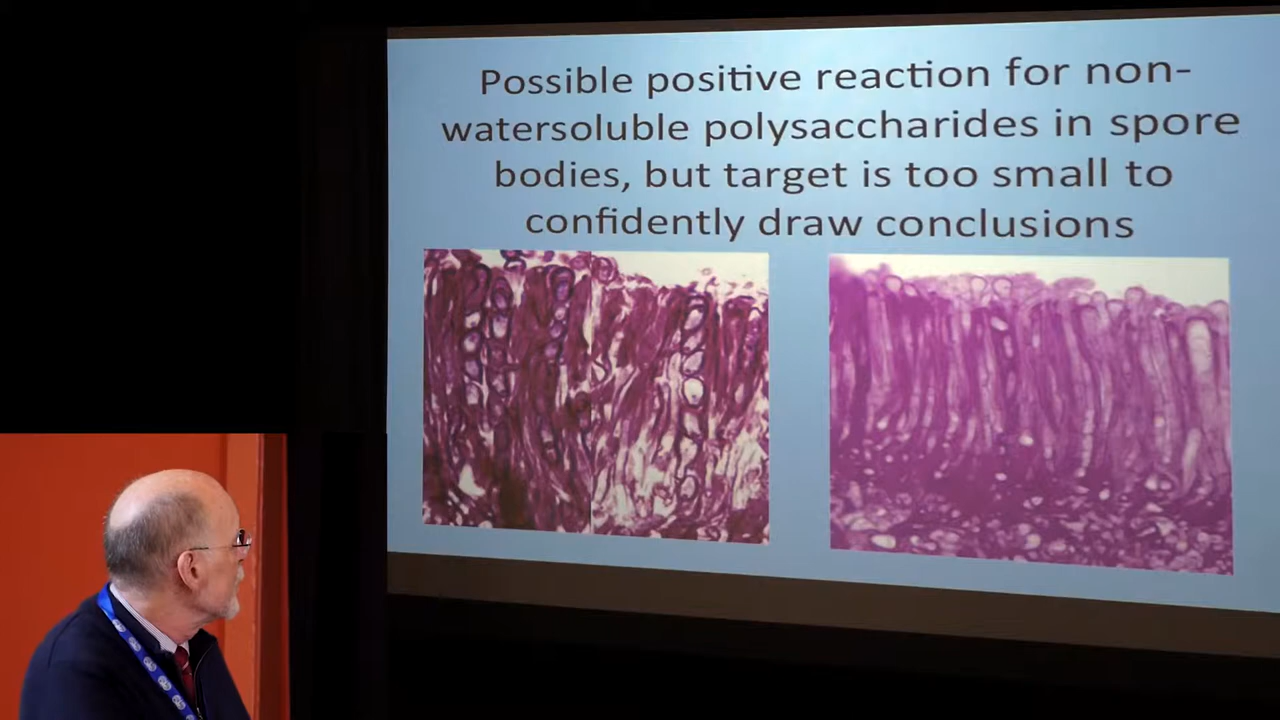 Possible positive reaction for non-
watersoluble polysaccharides in spore
bodies, but target is too small to
confidently draw conclusions